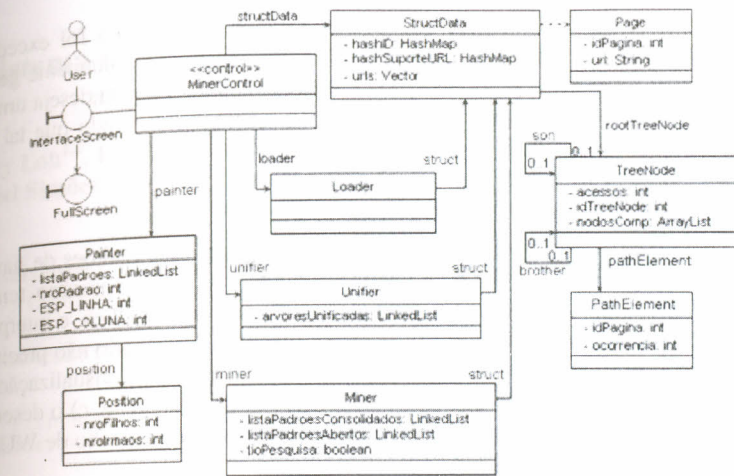 structData
StructData
- hashID: HashMap
- hashSuporteURL: HashMap
- urls: Vector
Page
- idPagina: int
- url: String
User
<<control>>
MinerControl
InterfaceScreen
FullScreen
painter
loader
Loader
struct
rootTreeNode
son
0..1
0..1
TreeNode
- acessos: int
- idTreeNode: int
- nodosComp: ArrayList
0..1
0..1
brother
pathElement
PathElement
- idPagina: int
- ocorrencia: int
Painter
- listaPadroes: LinkedList
- nroPadrao: int
- ESP_LINHA: int
- ESP_COLUNA: int
unifier
struct
Unifier
- arvoresUnificadas: LinkedList
position
Position
- nroFilhos: int
- nroIrmaos: int
miner
struct
Miner
- listaPadroesConsolidados: LinkedList
- listaPadroesAbertos: LinkedList
- tioPesquisa: boolean